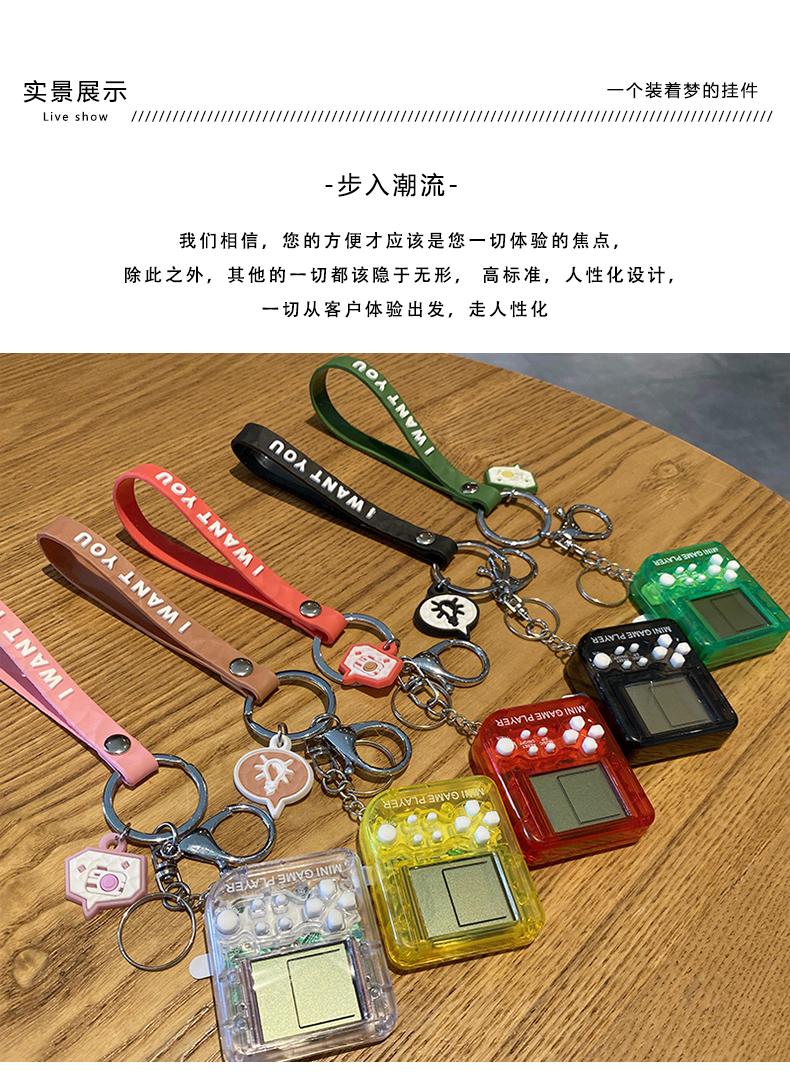 实景展示
一个装着梦的挂件
Live show
-步入潮流-
我们相信，您的方便才应该是您一切体验的焦点，
除此之外，其他的一切都该隐于无形， 高标准，人性化设计，
一切从客户体验出发，走人性化
I WANT YOU
I WANT YOU
I WANT YOU
I WANT YOU
I WANT
MINI GAME PLAYER
MINI GAME PLAYER
MINI GAME PLAYER
MINI GAME PLAYER
MINI GAME PLAYER